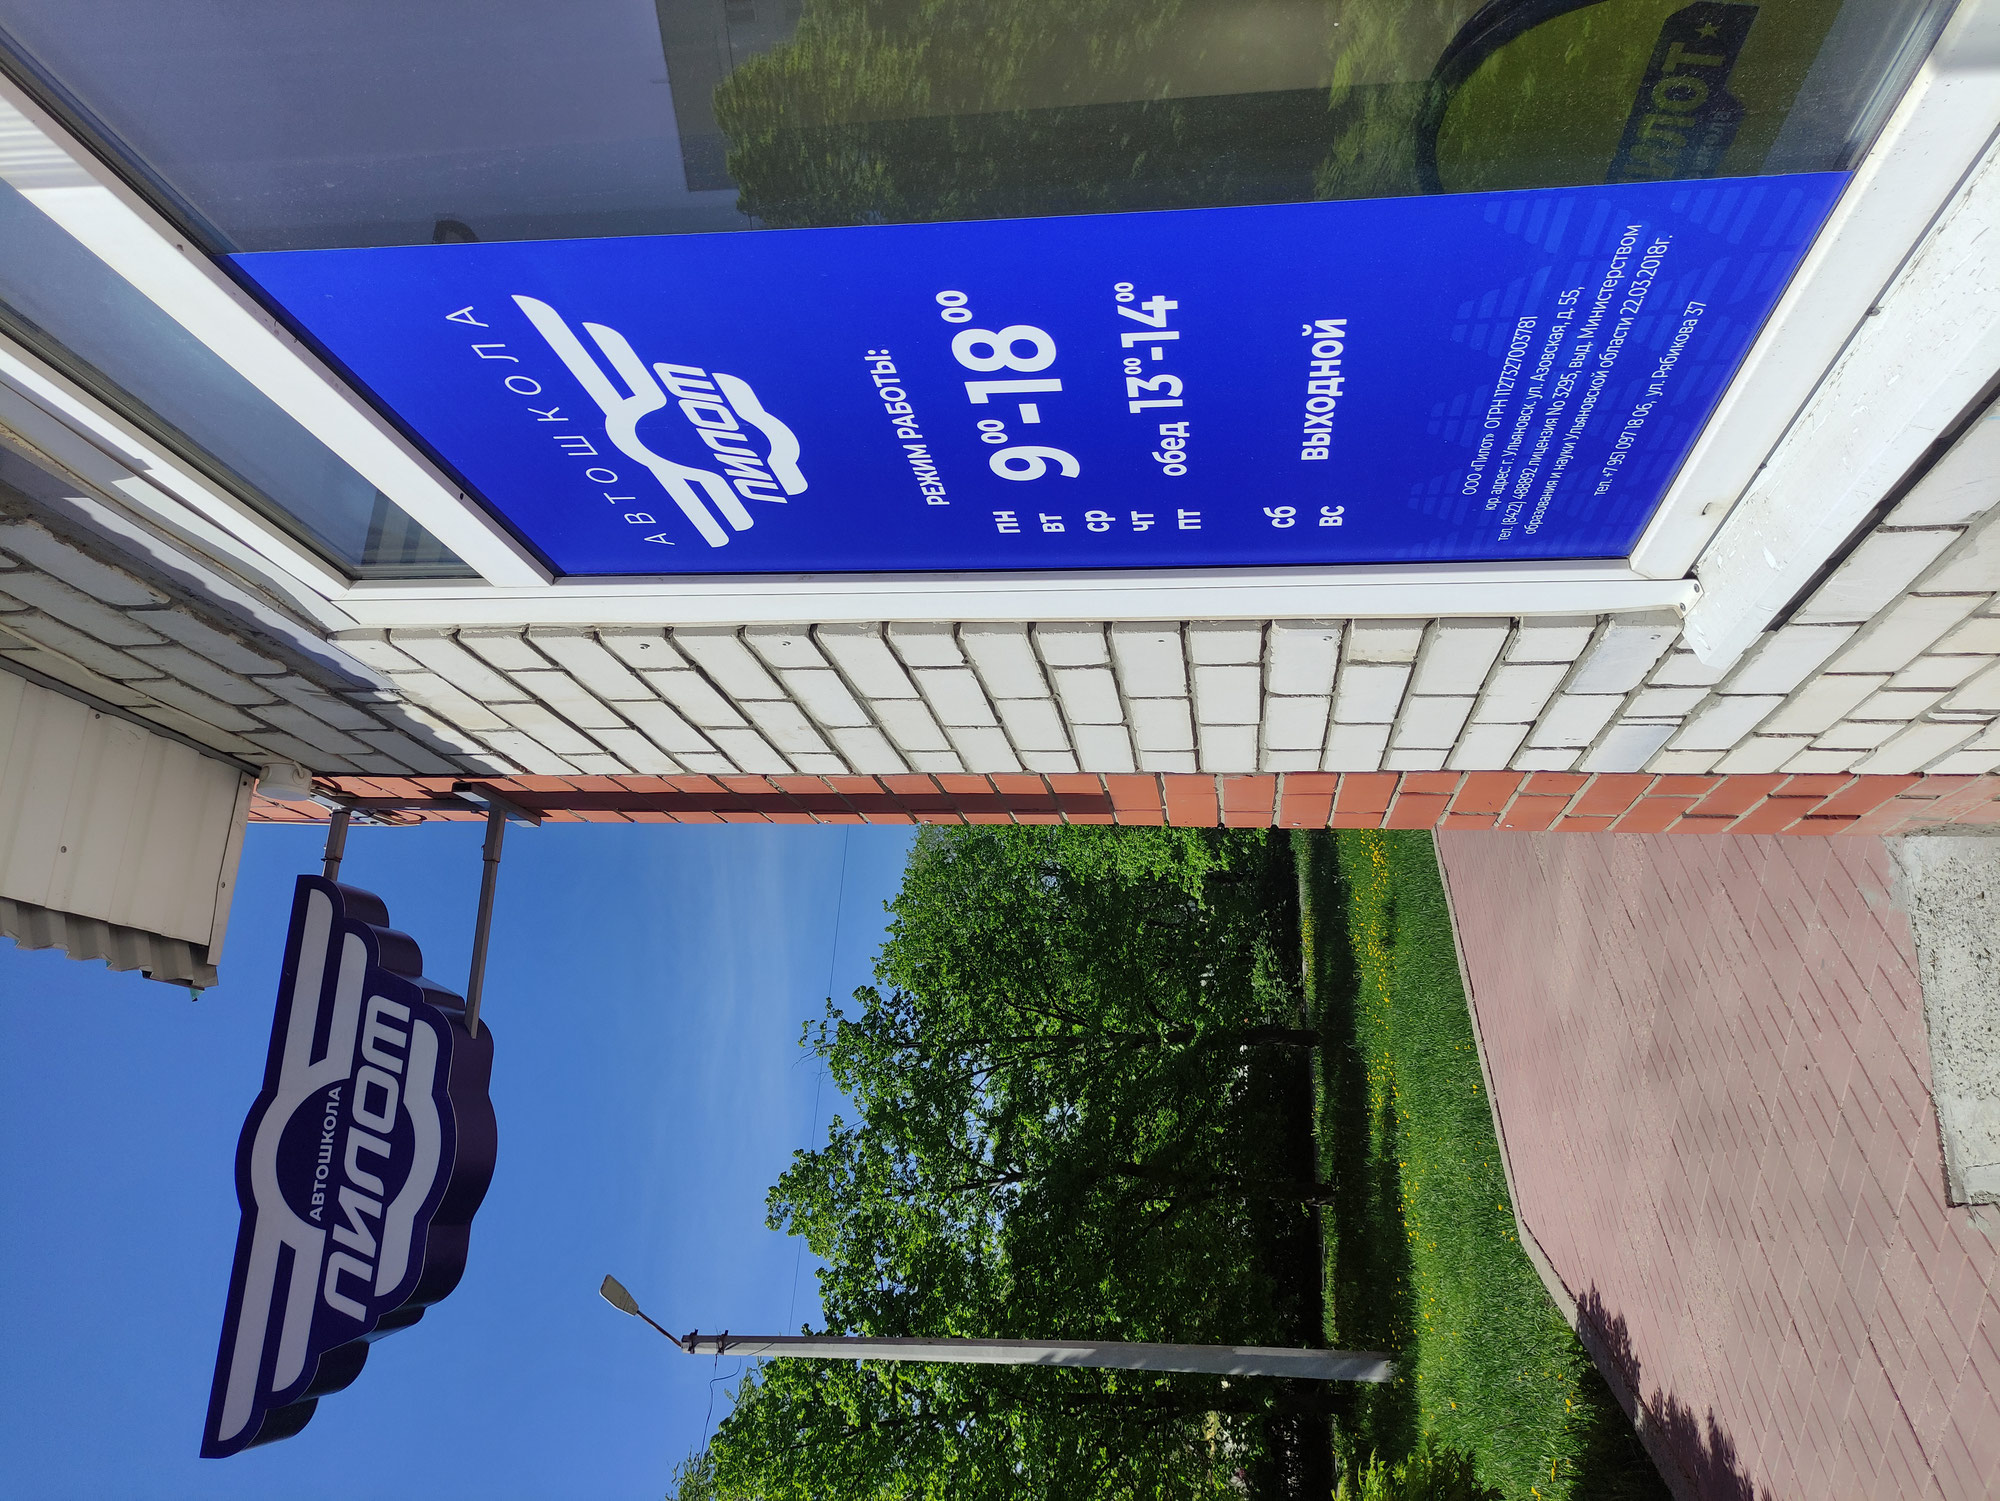 АВТОШКОЛА
ПИЛОТ
РЕЖИМ РАБОТЫ:
пн 9⁰⁰-18⁰⁰
вт
ср
чт обед 13⁰⁰-14⁰⁰
пт
сб
вс ВЫХОДНОЙ
ООО «Пилот» ОГРН 1127327003781
юр. адрес: г. Ульяновск ул. Азовская, д. 55,
тел. (8422) 488892 лицензия No 3295, выд. Министерством
образования и науки Ульяновской области 22.03.2018г.
тел. +7 951 097 18 06, ул. Рябикова 37
АВТОШКОЛА
ПИЛОТ